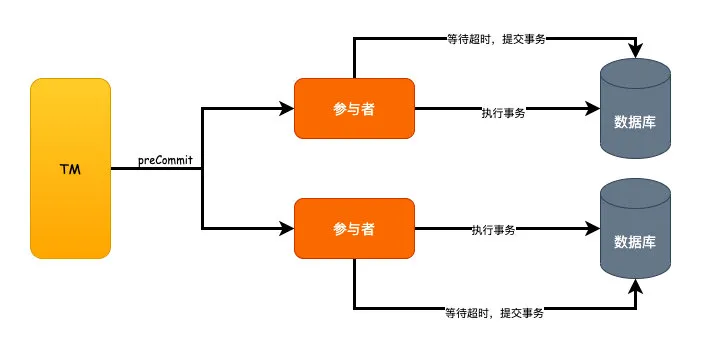 等待超时，提交事务
参与者
执行事务
数据库
TM
preCommit
参与者
执行事务
数据库
等待超时，提交事务